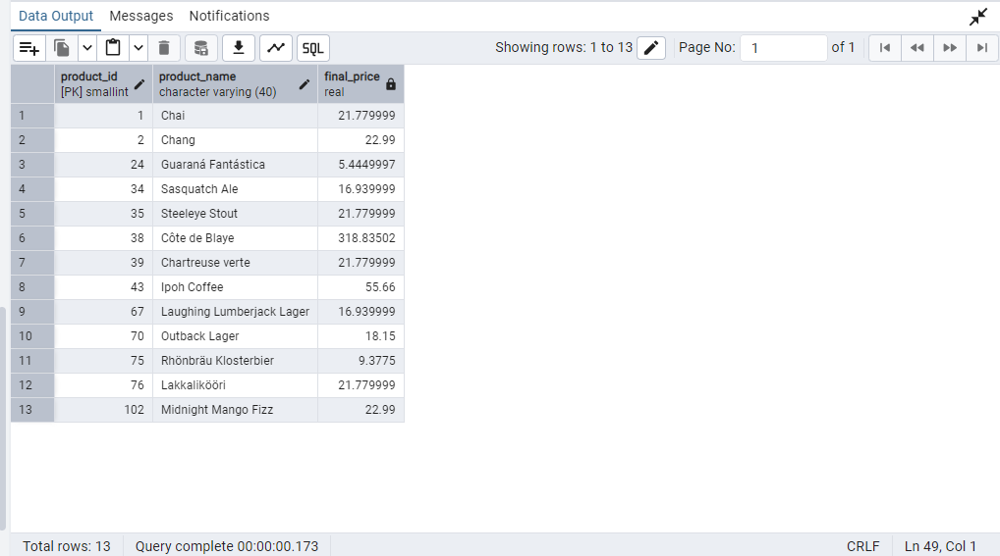 Data Output Messages Notifications
SQL Showing rows: 1 to 13 Page No: 1 of 1
product_id product_name final_price
[PK] smallint character varying (40) real
1 1 Chai 21.779999
2 2 Chang 22.99
3 24 Guaraná Fantástica 5.4449997
4 34 Sasquatch Ale 16.939999
5 35 Steeleye Stout 21.779999
6 38 Côte de Blaye 318.83502
7 39 Chartreuse verte 21.779999
8 43 Ipoh Coffee 55.66
9 67 Laughing Lumberjack Lager 16.939999
10 70 Outback Lager 18.15
11 75 Rhönbräu Klosterbier 9.3775
12 76 Lakkalikööri 21.779999
13 102 Midnight Mango Fizz 22.99
Total rows: 13 Query complete 00:00:00.173 CRLF Ln 49, Col 1